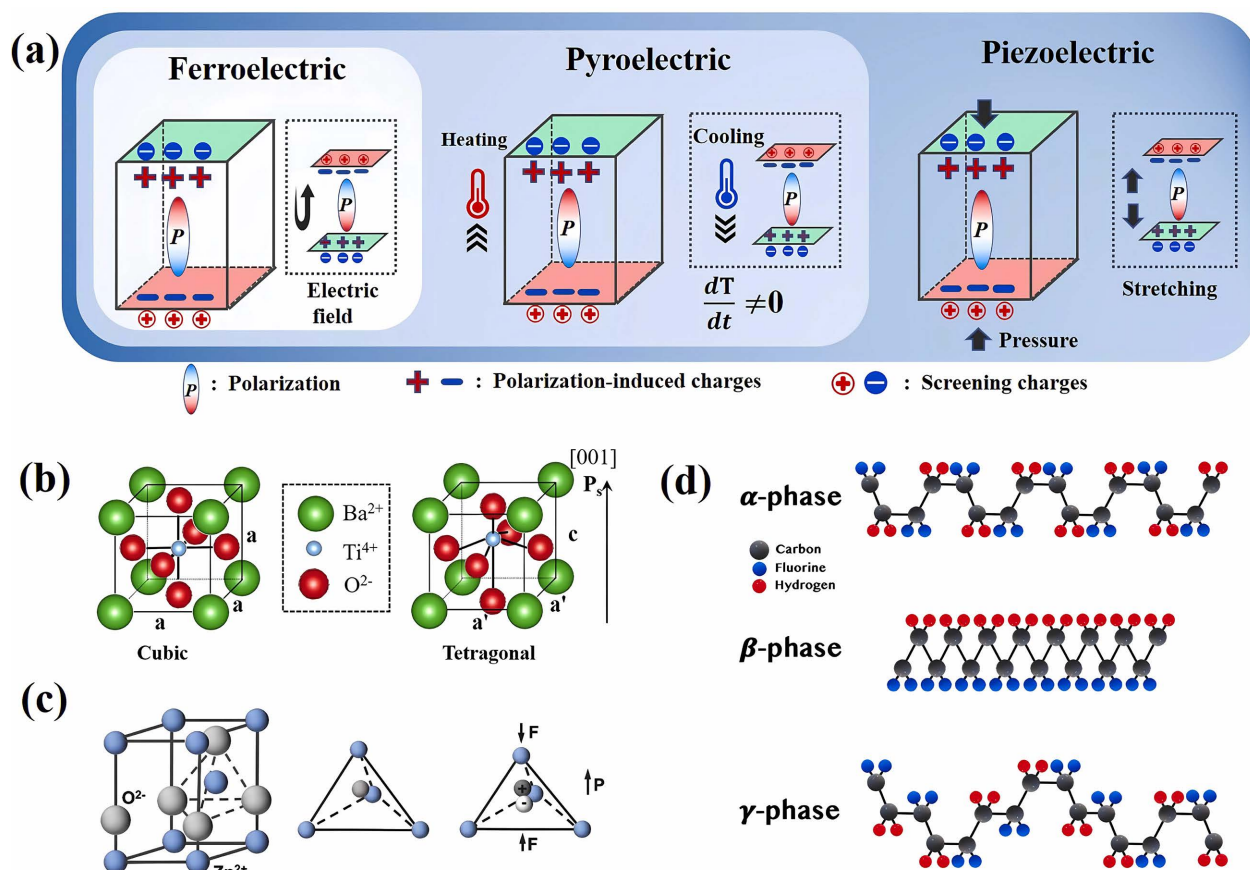 (a)
Ferroelectric
Pyroelectric
Piezoelectric
P
P
Electric
field
Heating
P
Cooling
P
dT
dt
≠0
P
P
Stretching
Pressure
P
: Polarization
: Polarization-induced charges
: Screening charges
(b)
a
a
a
Cubic
Ba²⁺
Ti⁴⁺
O²⁻
[001]
Pₛ
c
a'
a'
Tetragonal
(c)
O²⁻
Zn²⁺
F
P
F
(d)
α-phase
Carbon
Fluorine
Hydrogen
β-phase
γ-phase